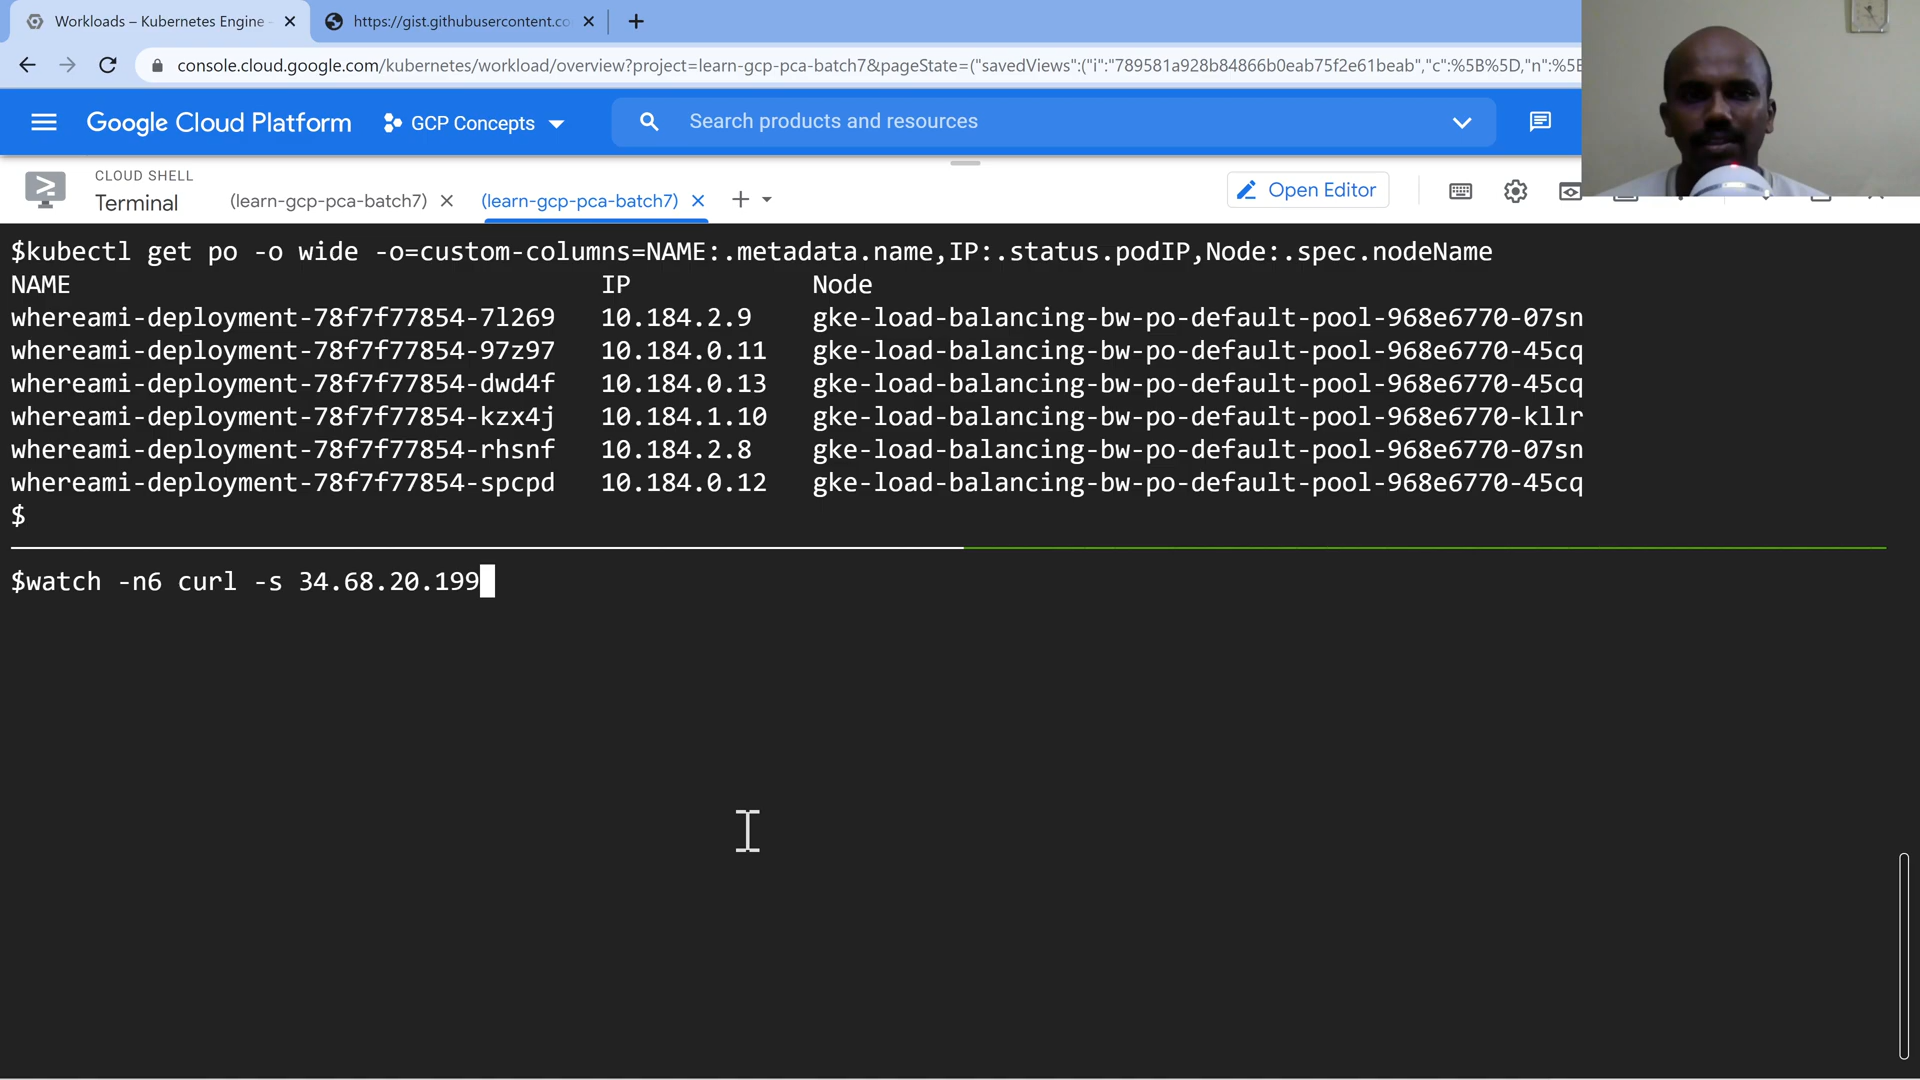 Workloads – Kubernetes Engine -
https://gist.githubusercontent.co
console.cloud.google.com/kubernetes/workload/overview?project=learn-gcp-pca-batch7&pageState=("savedViews":("i":"789581a928b84866b0eab75f2e61beab","c":%5B%5D,"n":%5E
Google Cloud Platform
GCP Concepts
Search products and resources
CLOUD SHELL
Terminal
(learn-gcp-pca-batch7)
(learn-gcp-pca-batch7)
Open Editor
$kubectl get po -o wide -o=custom-columns=NAME:.metadata.name,IP:.status.podIP,Node:.spec.nodeName
NAME IP Node
whereami-deployment-78f7f77854-7l269 10.184.2.9 gke-load-balancing-bw-po-default-pool-968e6770-07sn
whereami-deployment-78f7f77854-97z97 10.184.0.11 gke-load-balancing-bw-po-default-pool-968e6770-45cq
whereami-deployment-78f7f77854-dwd4f 10.184.0.13 gke-load-balancing-bw-po-default-pool-968e6770-45cq
whereami-deployment-78f7f77854-kzx4j 10.184.1.10 gke-load-balancing-bw-po-default-pool-968e6770-kllr
whereami-deployment-78f7f77854-rhsnf 10.184.2.8 gke-load-balancing-bw-po-default-pool-968e6770-07sn
whereami-deployment-78f7f77854-spcpd 10.184.0.12 gke-load-balancing-bw-po-default-pool-968e6770-45cq
$
$watch -n6 curl -s 34.68.20.199